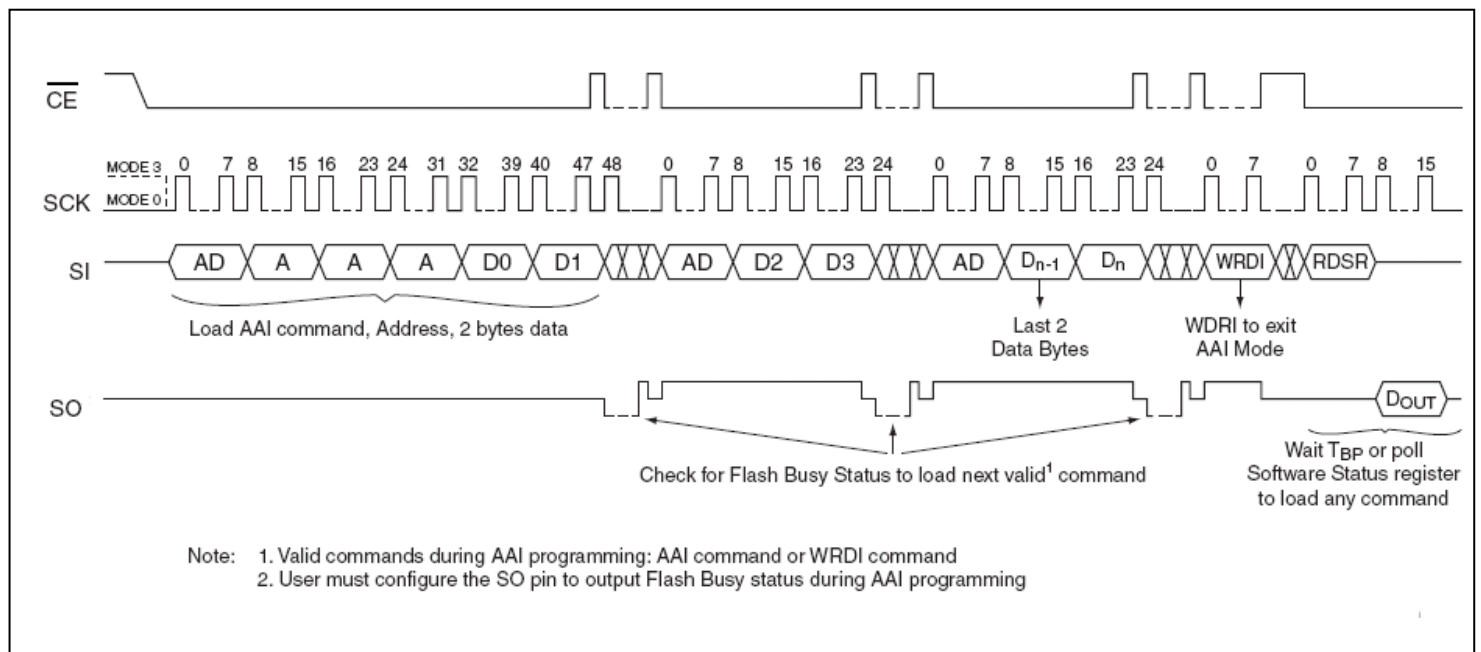 CE
MODE 3 0 7 8 15 16 23 24 31 32 39 40 47 48 0 7 8 15 16 23 24 0 7 8 15 16 23 24 0 7 0 7 8 15
SCK MODE 0
SI AD A A A D0 D1 AD D2 D3 AD Dn-1 Dn WRDI RDSR
Load AAI command, Address, 2 bytes data
Last 2
Data Bytes
WDRI to exit
AAI Mode
SO DOUT
Check for Flash Busy Status to load next valid1 command
Wait TBP or poll
Software Status register
to load any command
Note: 1. Valid commands during AAI programming: AAI command or WRDI command
2. User must configure the SO pin to output Flash Busy status during AAI programming